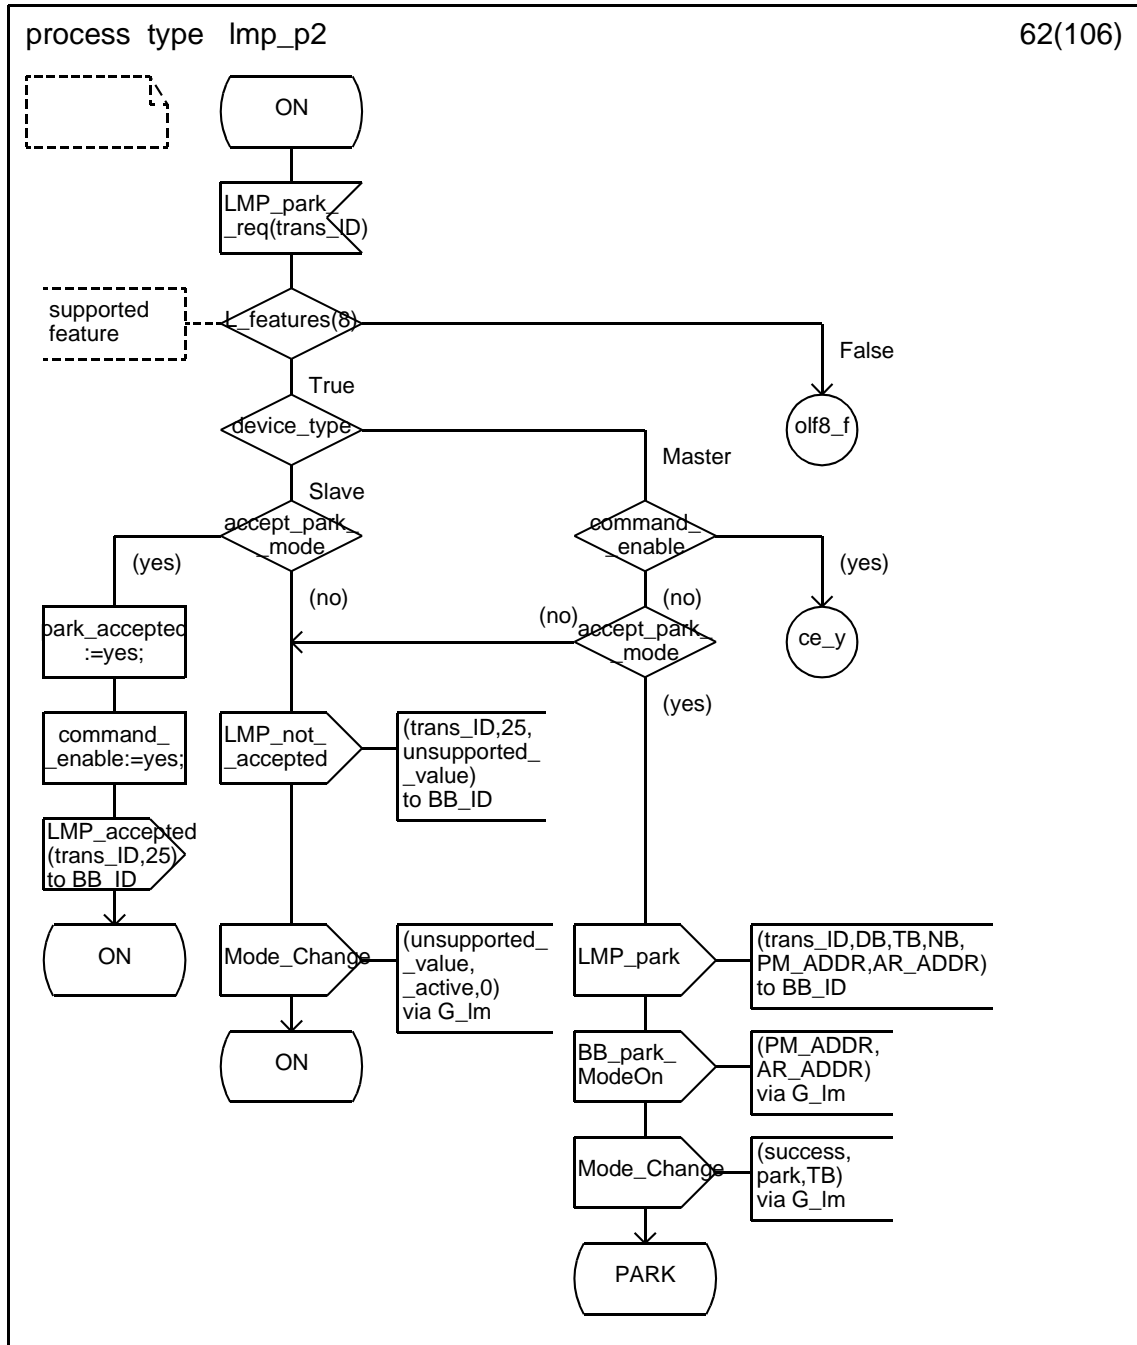 process type lmp_p2
62(106)
ON
LMP_park_
_req(trans_ID)
supported
feature
L_features(8)
False
True
device_type
olf8_f
Master
Slave
accept_park_
_mode
command_
_enable
(yes)
(yes)
(no)
(no)
(no)
park_accepted
:=yes;
accept_park_
_mode
ce_y
(yes)
command_
_enable:=yes;
LMP_not_
_accepted
(trans_ID,25,
unsupported_
_value)
to BB_ID
LMP_accepted
(trans_ID,25)
to BB_ID
ON
Mode_Change
(unsupported_
_value,
_active,0)
via G_lm
LMP_park
(trans_ID,DB,TB,NB,
PM_ADDR,AR_ADDR)
to BB_ID
ON
BB_park_
ModeOn
(PM_ADDR,
AR_ADDR)
via G_lm
Mode_Change
(success,
park,TB)
via G_lm
PARK